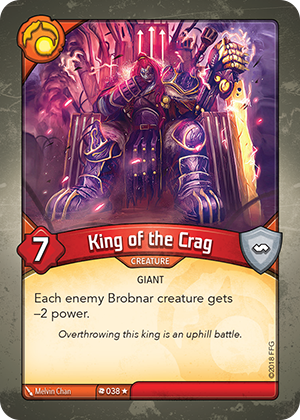 King of the Crag
7
CREATURE
GIANT
Each enemy Brobnar creature gets
–2 power.
Overthrowing this king is an uphill battle.
©2018 FFG
Melvin Chan
038